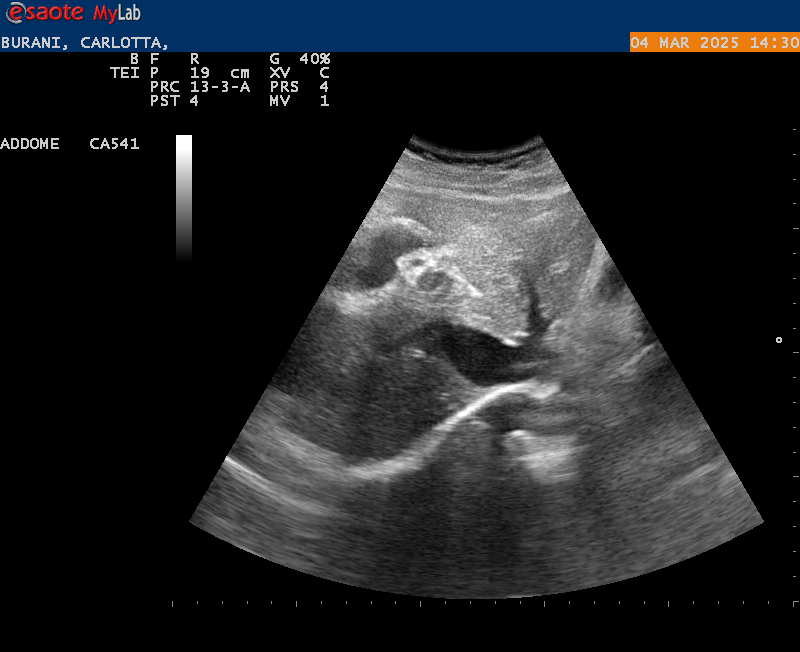 esaote MyLab
BURANI, CARLOTTA,
04 MAR 2025 14:30
B F R G 40%
TEI P 19 cm XV C
PRC 13-3-A PRS 4
PST 4 MV 1
ADDOME CA541